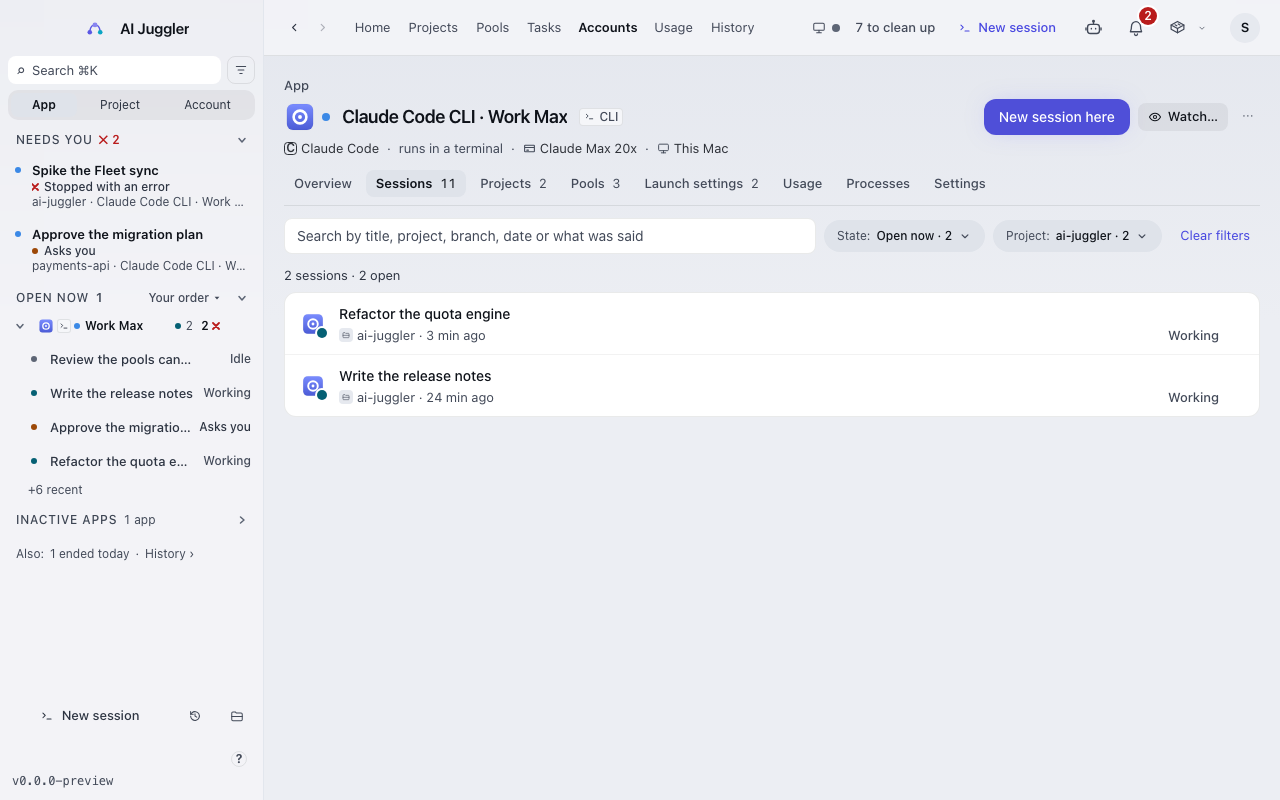 AI Juggler
Search ⌘K
App Project Account
NEEDS YOU 2
Spike the Fleet sync
Stopped with an error
ai-juggler · Claude Code CLI · Work ...
Approve the migration plan
Asks you
payments-api · Claude Code CLI · W...
OPEN NOW 1 Your order
Work Max 2 2
Review the pools can... Idle
Write the release notes Working
Approve the migratio... Asks you
Refactor the quota e... Working
+6 recent
INACTIVE APPS 1 app
Also: 1 ended today · History ›
New session
?
v0.0.0-preview
Home Projects Pools Tasks Accounts Usage History 7 to clean up New session 2 S
App
Claude Code CLI · Work Max CLI
New session here Watch... ...
C Claude Code · runs in a terminal · Claude Max 20x · This Mac
Overview Sessions 11 Projects 2 Pools 3 Launch settings 2 Usage Processes Settings
Search by title, project, branch, date or what was said
State: Open now · 2 Project: ai-juggler · 2 Clear filters
2 sessions · 2 open
Refactor the quota engine
ai-juggler · 3 min ago Working
Write the release notes
ai-juggler · 24 min ago Working